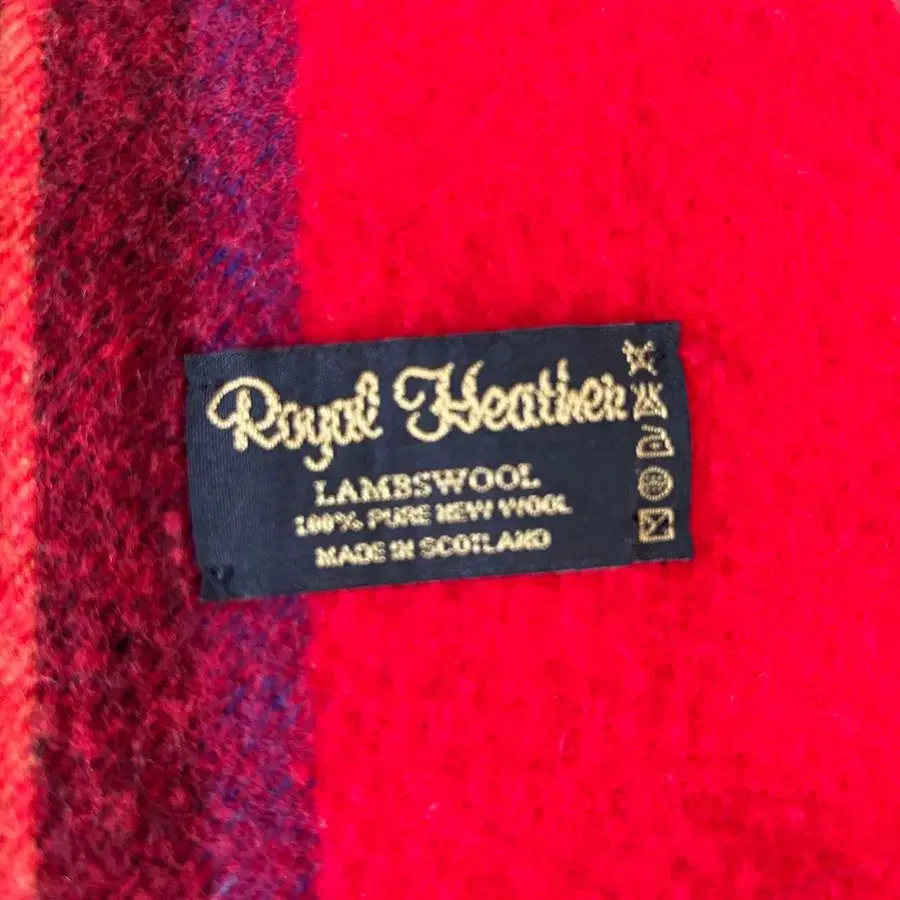 Royal Heather
LAMBSWOOL
100% PURE NEW WOOL
MADE IN SCOTLAND